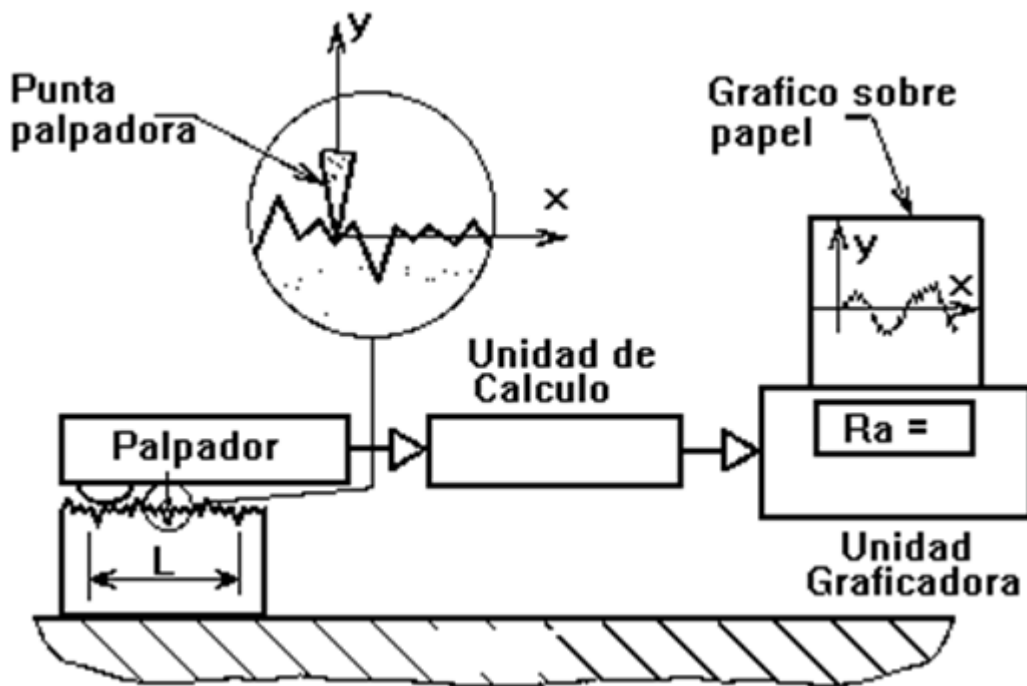 y
Punta
palpadora
x
Grafico sobre
papel
y
x
Unidad de
Calculo
Palpador
Ra =
L
Unidad
Graficadora